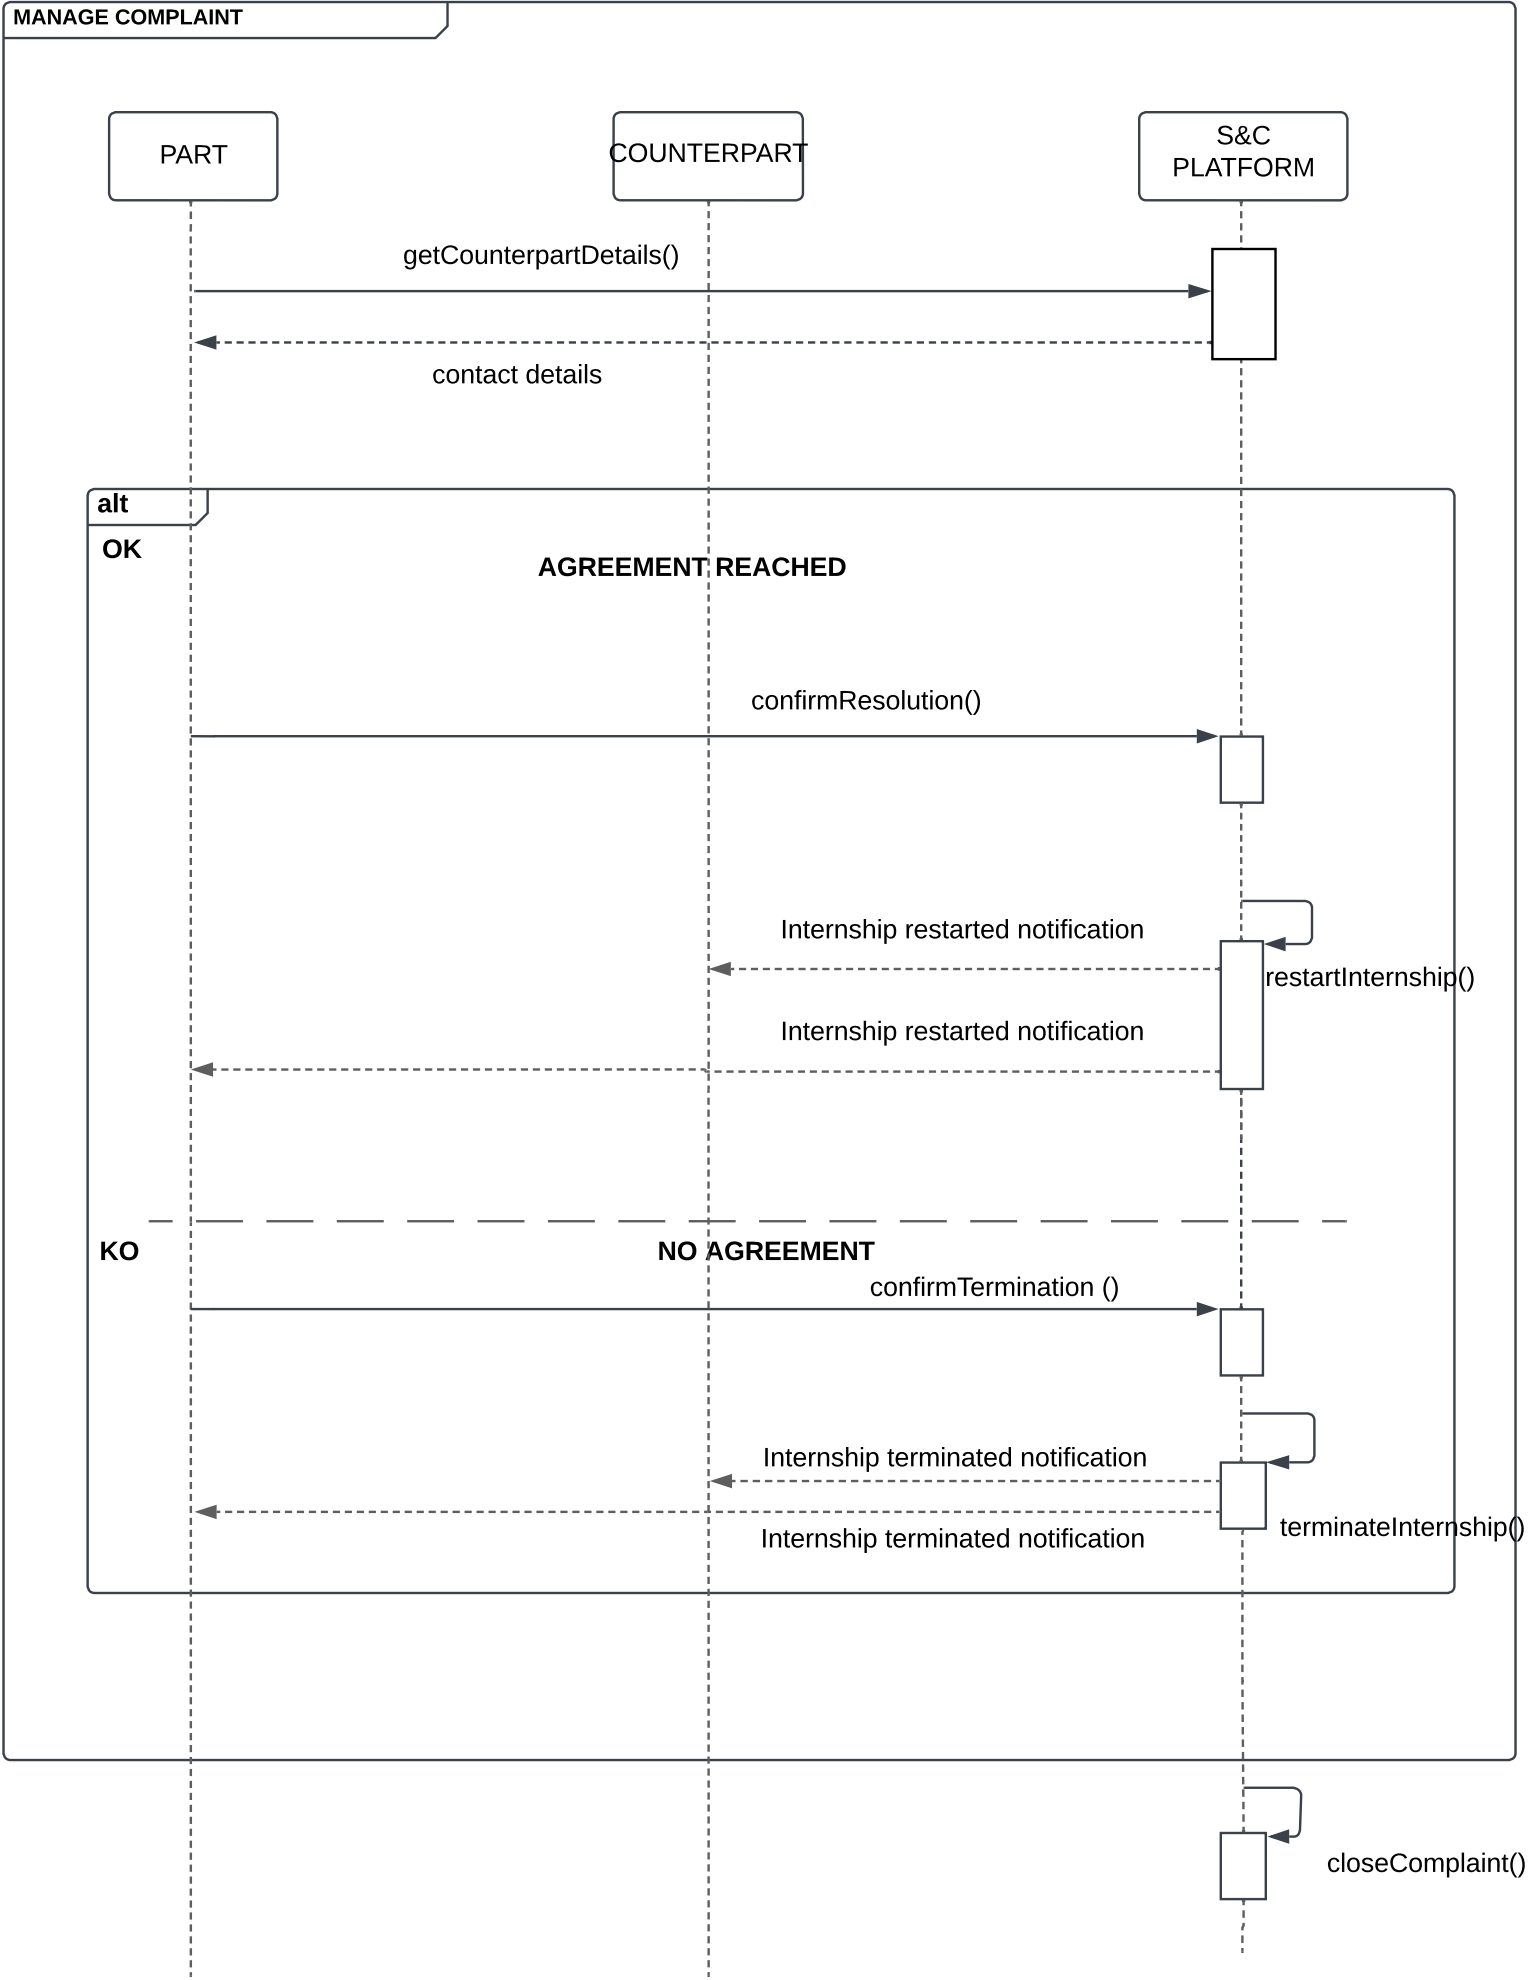 MANAGE COMPLAINT
PART
COUNTERPART
S&C
PLATFORM
getCounterpartDetails()
contact details
alt
OK
AGREEMENT REACHED
confirmResolution()
Internship restarted notification
restartInternship()
Internship restarted notification
KO
NO AGREEMENT
confirmTermination ()
Internship terminated notification
terminateInternship()
Internship terminated notification
closeComplaint()